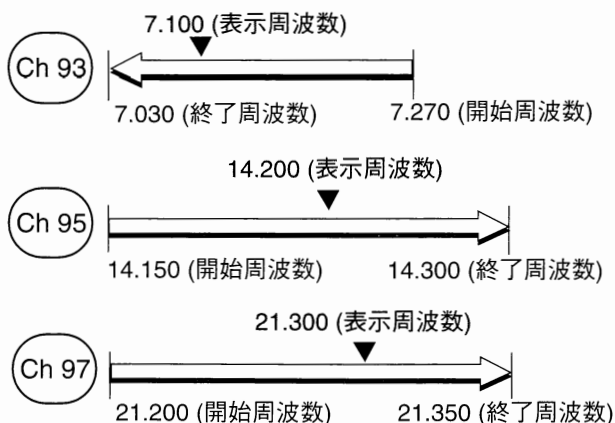 7.100 (表示周波数)
Ch 93
7.030 (終了周波数) 7.270 (開始周波数)
14.200 (表示周波数)
Ch 95
14.150 (開始周波数) 14.300 (終了周波数)
21.300 (表示周波数)
Ch 97
21.200 (開始周波数) 21.350 (終了周波数)